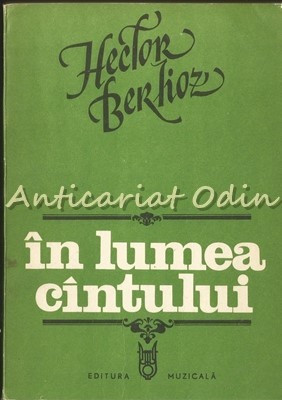 Hector
Berlioz
Anticariat Odin
în lumea
cîntului
EDITURA MUZICALĂ